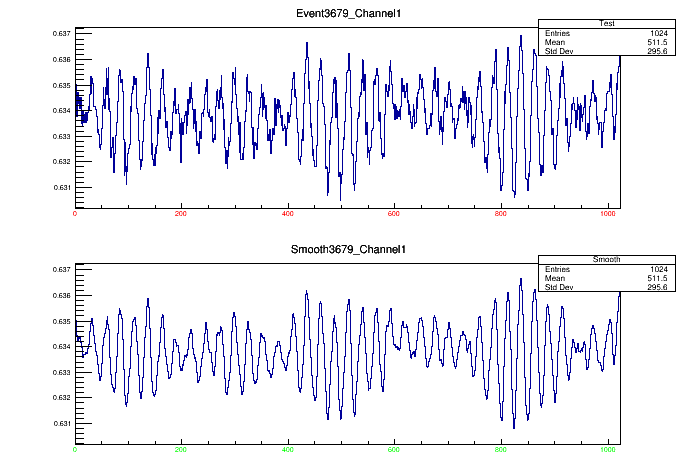 Event3679_Channel1
Test
Entries 1024
Mean 511.5
Std Dev 295.6
0.637
0.636
0.635
0.634
0.633
0.632
0.631
0 200 400 600 800 1000
Smooth3679_Channel1
Smooth
Entries 1024
Mean 511.5
Std Dev 295.6
0.637
0.636
0.635
0.634
0.633
0.632
0.631
0 200 400 600 800 1000